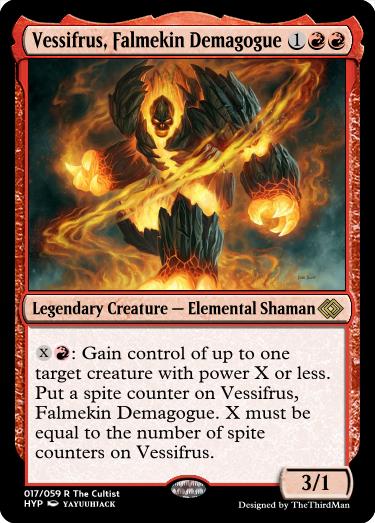 Vessifrus, Falmekin Demagogue 1
Legendary Creature — Elemental Shaman
X : Gain control of up to one
target creature with power X or less.
Put a spite counter on Vessifrus,
Falmekin Demagogue. X must be
equal to the number of spite
counters on Vessifrus.
3/1
017/059 R The Cultist
HYP YAYUUHJACK
Designed by TheThirdMan